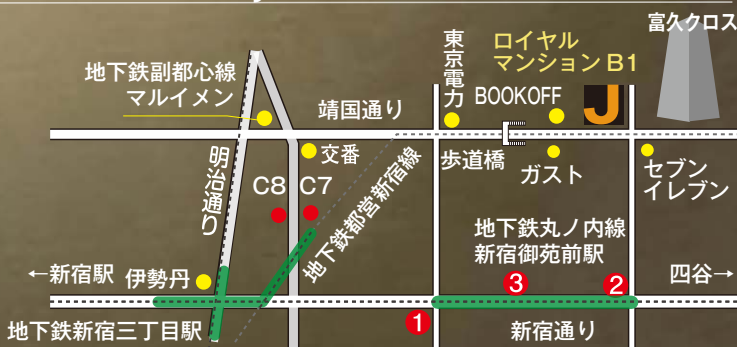 富久クロス
ロイヤル
マンション B1
東京電力
BOOKOFF
J
地下鉄副都心線
マルイメン
靖国通り
交番
歩道橋
ガスト
セブン
イレブン
明治通り
C8
C7
地下鉄都営新宿線
地下鉄丸ノ内線
新宿御苑前駅
←新宿駅
伊勢丹
3
2
四谷→
1
地下鉄新宿三丁目駅
新宿通り